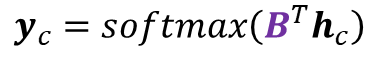 y_c = softmax(B^T h_c)